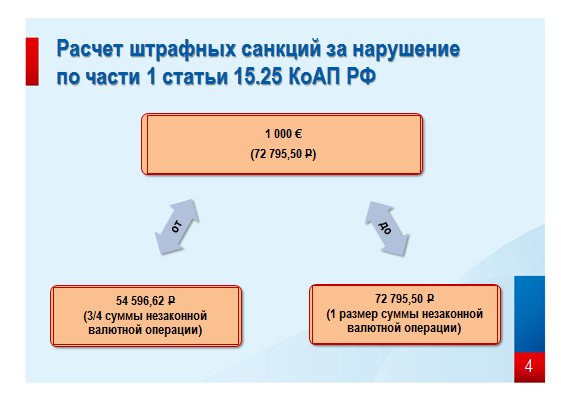 Расчет штрафных санкций за нарушение
по части 1 статьи 15.25 КоАП РФ
1 000 €
(72 795,50 ₽)
от
до
54 596,62 ₽
(3/4 суммы незаконной
валютной операции)
72 795,50 ₽
(1 размер суммы незаконной
валютной операции)
4